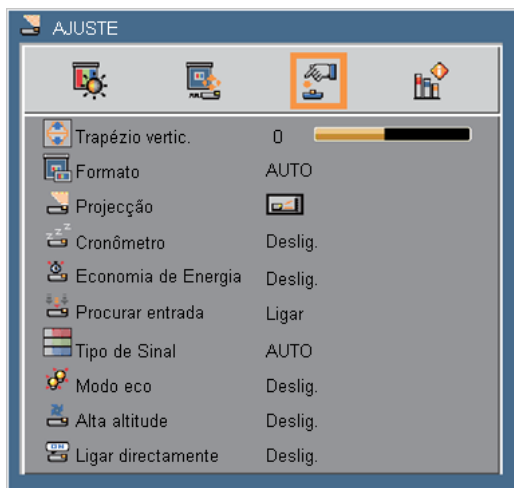 AJUSTE
Trapézio vertic. 0
Formato AUTO
Projecção
Cronômetro Deslig.
Economia de Energia Deslig.
Procurar entrada Ligar
Tipo de Sinal AUTO
Modo eco Deslig.
Alta altitude Deslig.
Ligar directamente Deslig.